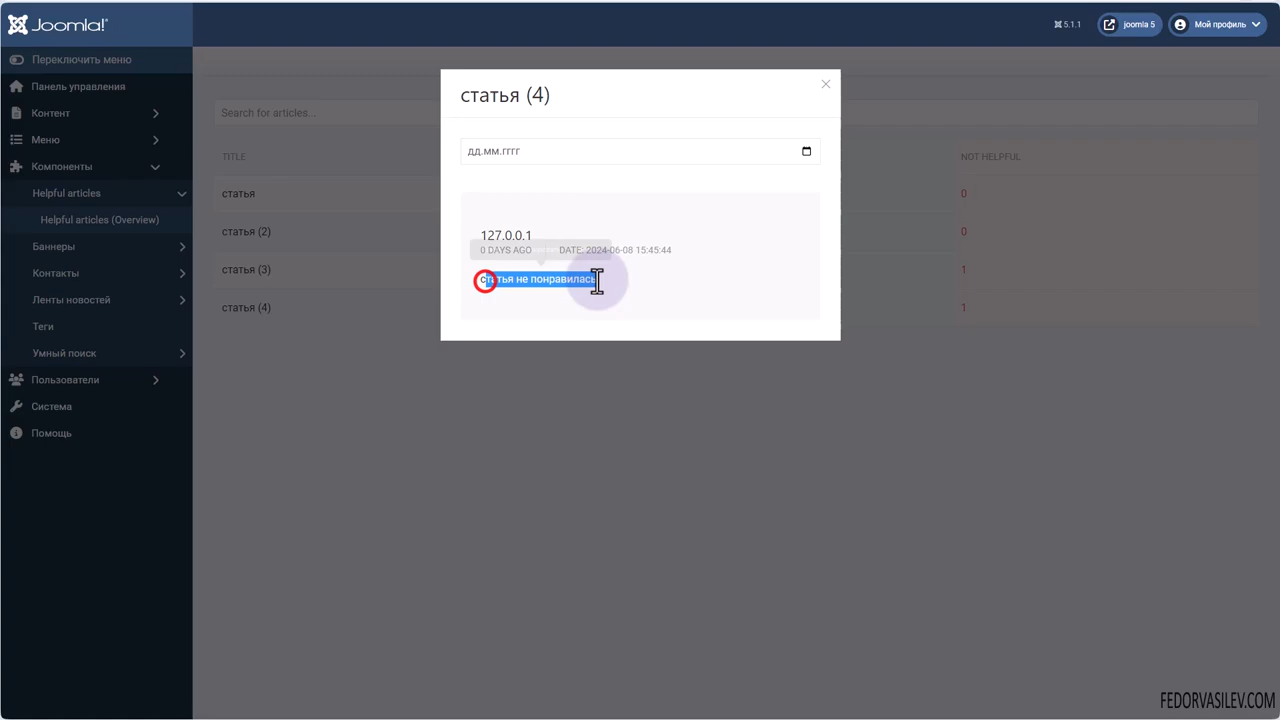 Joomla!®
5.1.1
joomla 5
Мой профиль
Переключить меню
Панель управления
Контент
Меню
Компоненты
Helpful articles
Helpful articles (Overview)
Баннеры
Контакты
Ленты новостей
Теги
Умный поиск
Пользователи
Система
Помощь
Search for articles...
TITLE
NOT HELPFUL
статья
0
статья (2)
0
статья (3)
1
статья (4)
1
статья (4)
дд.мм.гггг
127.0.0.1
0 DAYS AGO DATE: 2024-06-08 15:45:44
статья не понравилась
FEDORVASILEV.COM